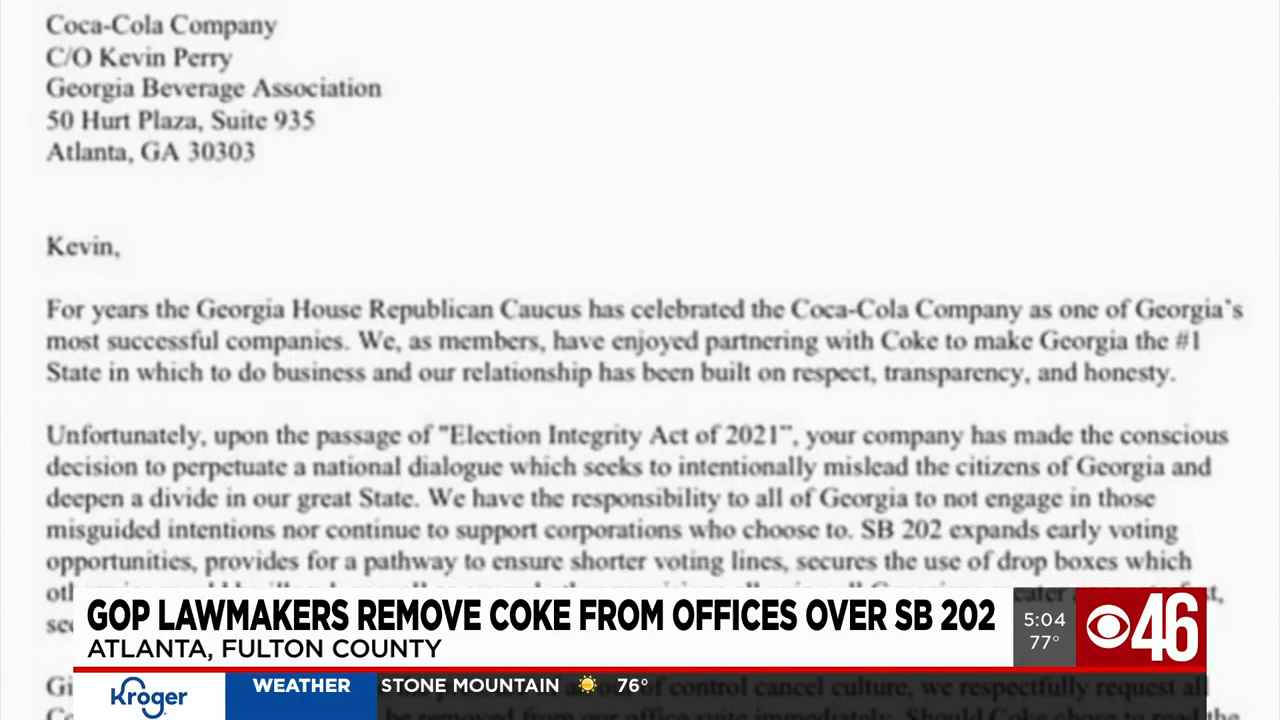 Coca-Cola Company
C/O Kevin Perry
Georgia Beverage Association
50 Hurt Plaza, Suite 935
Atlanta, GA 30303
Kevin,
For years the Georgia House Republican Caucus has celebrated the Coca-Cola Company as one of Georgia's
most successful companies. We, as members, have enjoyed partnering with Coke to make Georgia the #1
State in which to do business and our relationship has been built on respect, transparency, and honesty.
Unfortunately, upon the passage of "Election Integrity Act of 2021", your company has made the conscious
decision to perpetuate a national dialogue which seeks to intentionally mislead the citizens of Georgia and
deepen a divide in our great State. We have the responsibility to all of Georgia to not engage in those
misguided intentions nor continue to support corporations who choose to. SB 202 expands early voting
opportunities, provides for a pathway to ensure shorter voting lines, secures the use of drop boxes which
GOP LAWMAKERS REMOVE COKE FROM OFFICES OVER SB 202
ATLANTA, FULTON COUNTY
5:04
77°
46
Kroger
WEATHER
STONE MOUNTAIN 76°
of control cancel culture, we respectfully request all
be removed from our office suite immediately. Should Coke chose to read the